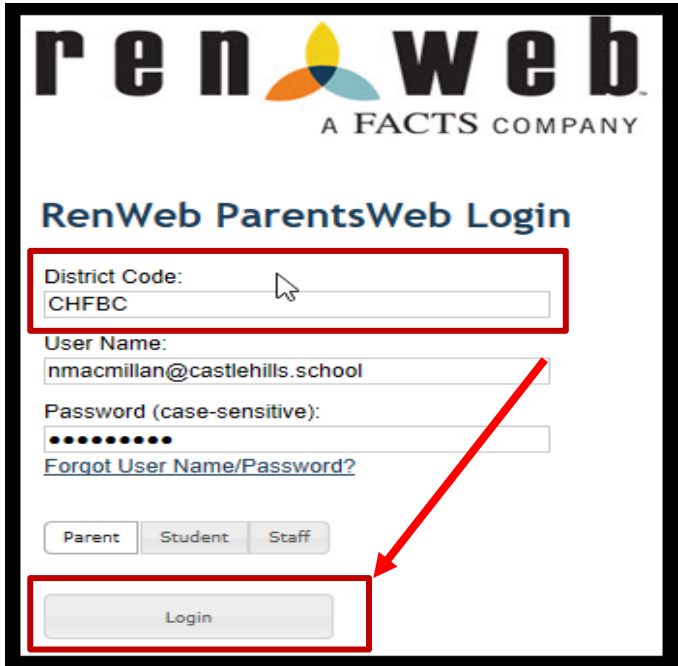 renweb™
A FACTS COMPANY
RenWeb ParentsWeb Login
District Code:
CHFBC
User Name:
nmacmillan@castlehills.school
Password (case-sensitive):
●●●●●●●●●
Forgot User Name/Password?
Parent Student Staff
Login